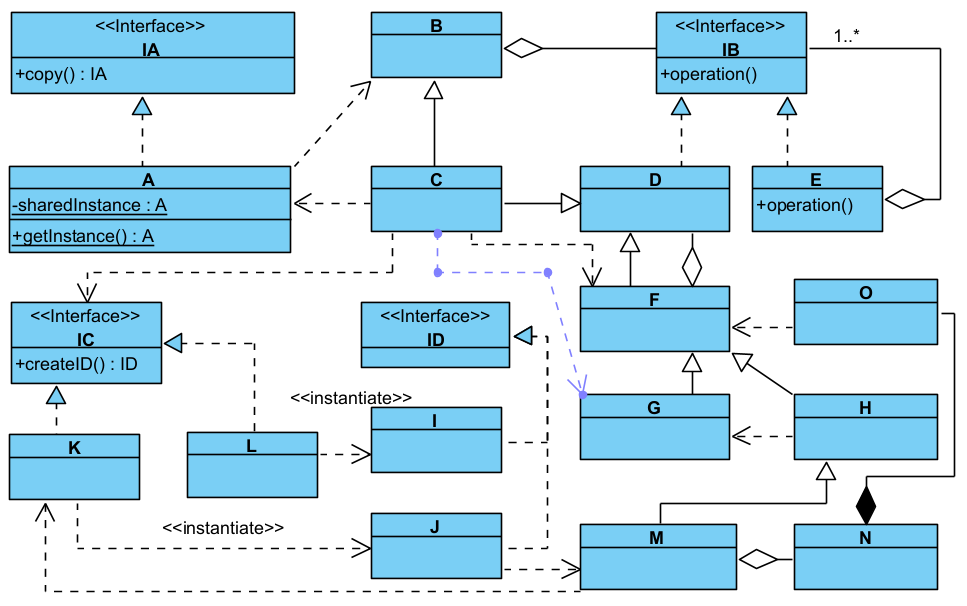 <<Interface>>
IA
+copy() : IA
B
<<Interface>>
IB
+operation()
1..*
A
-sharedInstance : A
+getInstance() : A
C
D
E
+operation()
<<Interface>>
IC
+createID() : ID
<<Interface>>
ID
F
O
<<instantiate>>
I
G
H
K
L
<<instantiate>>
J
M
N